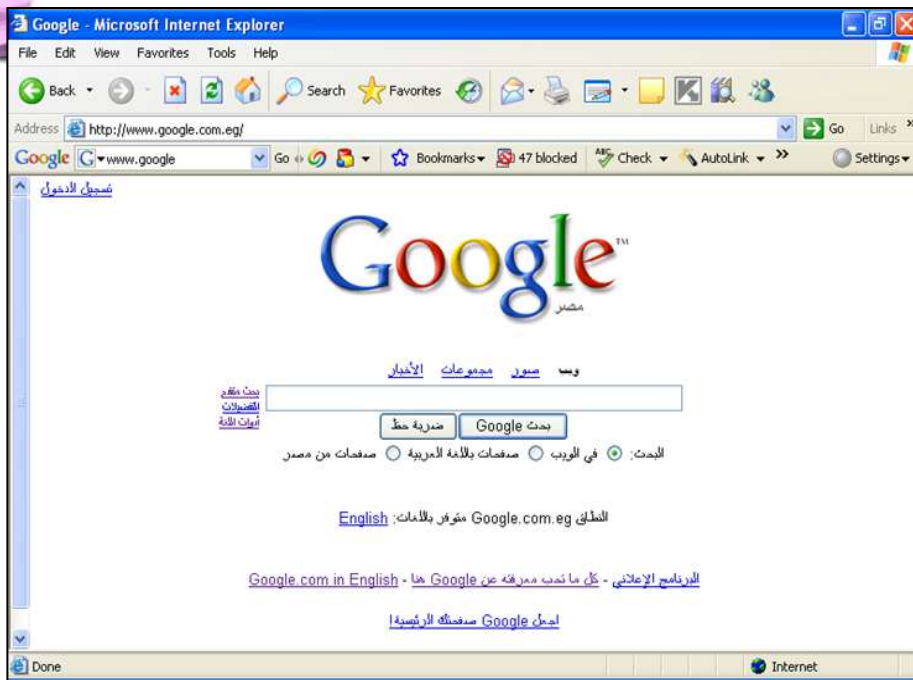 Google - Microsoft Internet Explorer
File Edit View Favorites Tools Help
Back Search Favorites
Address http://www.google.com.eg/ Go Links »
Google G www.google Go Bookmarks 47 blocked ABC Check AutoLink » Settings
تسجيل الدخول
Google™
مصر
ويب صور مجموعات الأخبار
بحث متقدم
التفضيلات
أدوات اللغة
بحث Google ضربة حظ
البحث: في الويب صفحات باللغة العربية صفحات من مصر
النطاق Google.com.eg متوفر باللغات: English
البرنامج الإعلاني - كل ما تحب معرفته عن Google هنا - Google.com in English
اجعل Google صفحتك الرئيسية!
Done Internet